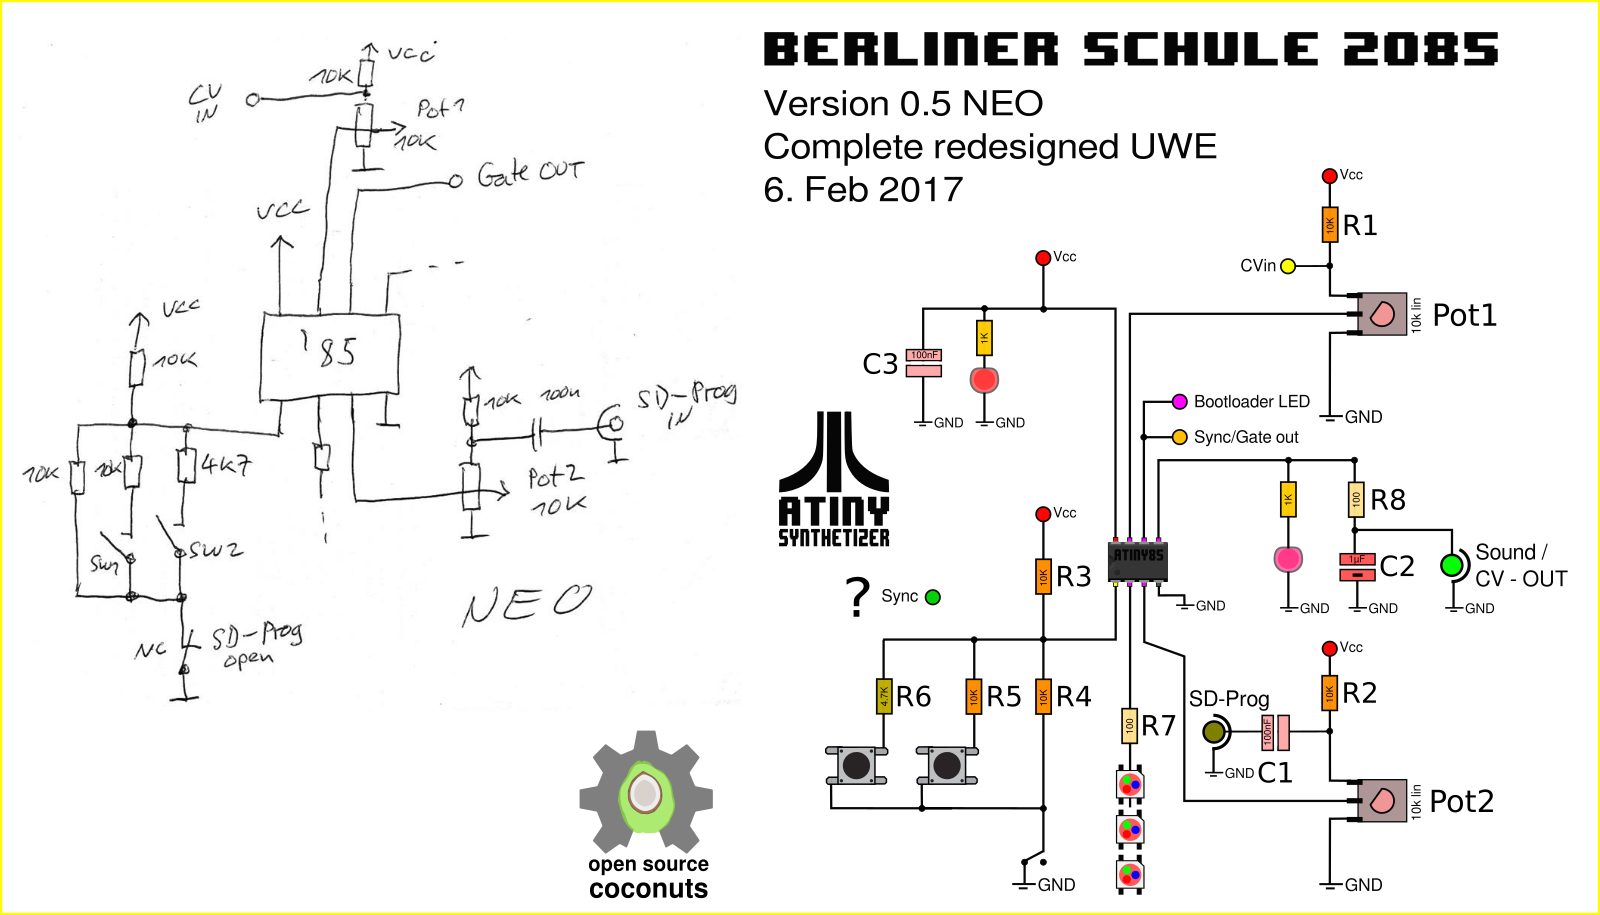 VCC
10K
CV
IN
Pot1
10K
Gate OUT
VCC
VCC
10K
'85
10K
100n
SD-Prog
IN
10K
10K
4K7
Pot2
10K
SW1
SW2
NEO
NC
SD-Prog
open
open source
coconuts
BERLINER SCHULE 2085
Version 0.5 NEO
Complete redesigned UWE
6. Feb 2017
Vcc
10K
R1
CVin
10k lin
Pot1
GND
Vcc
C3
100nF
1K
GND
GND
Bootloader LED
Sync/Gate out
ATINY
SYNTHETIZER
Vcc
10K
R3
ATINY85
GND
1K
100
R8
1µF
C2
Sound /
CV - OUT
GND
GND
GND
?
Sync
4.7K
R6
10K
R5
10K
R4
100
R7
GND
Vcc
10K
R2
SD-Prog
100nF
GND
C1
10k lin
Pot2
GND